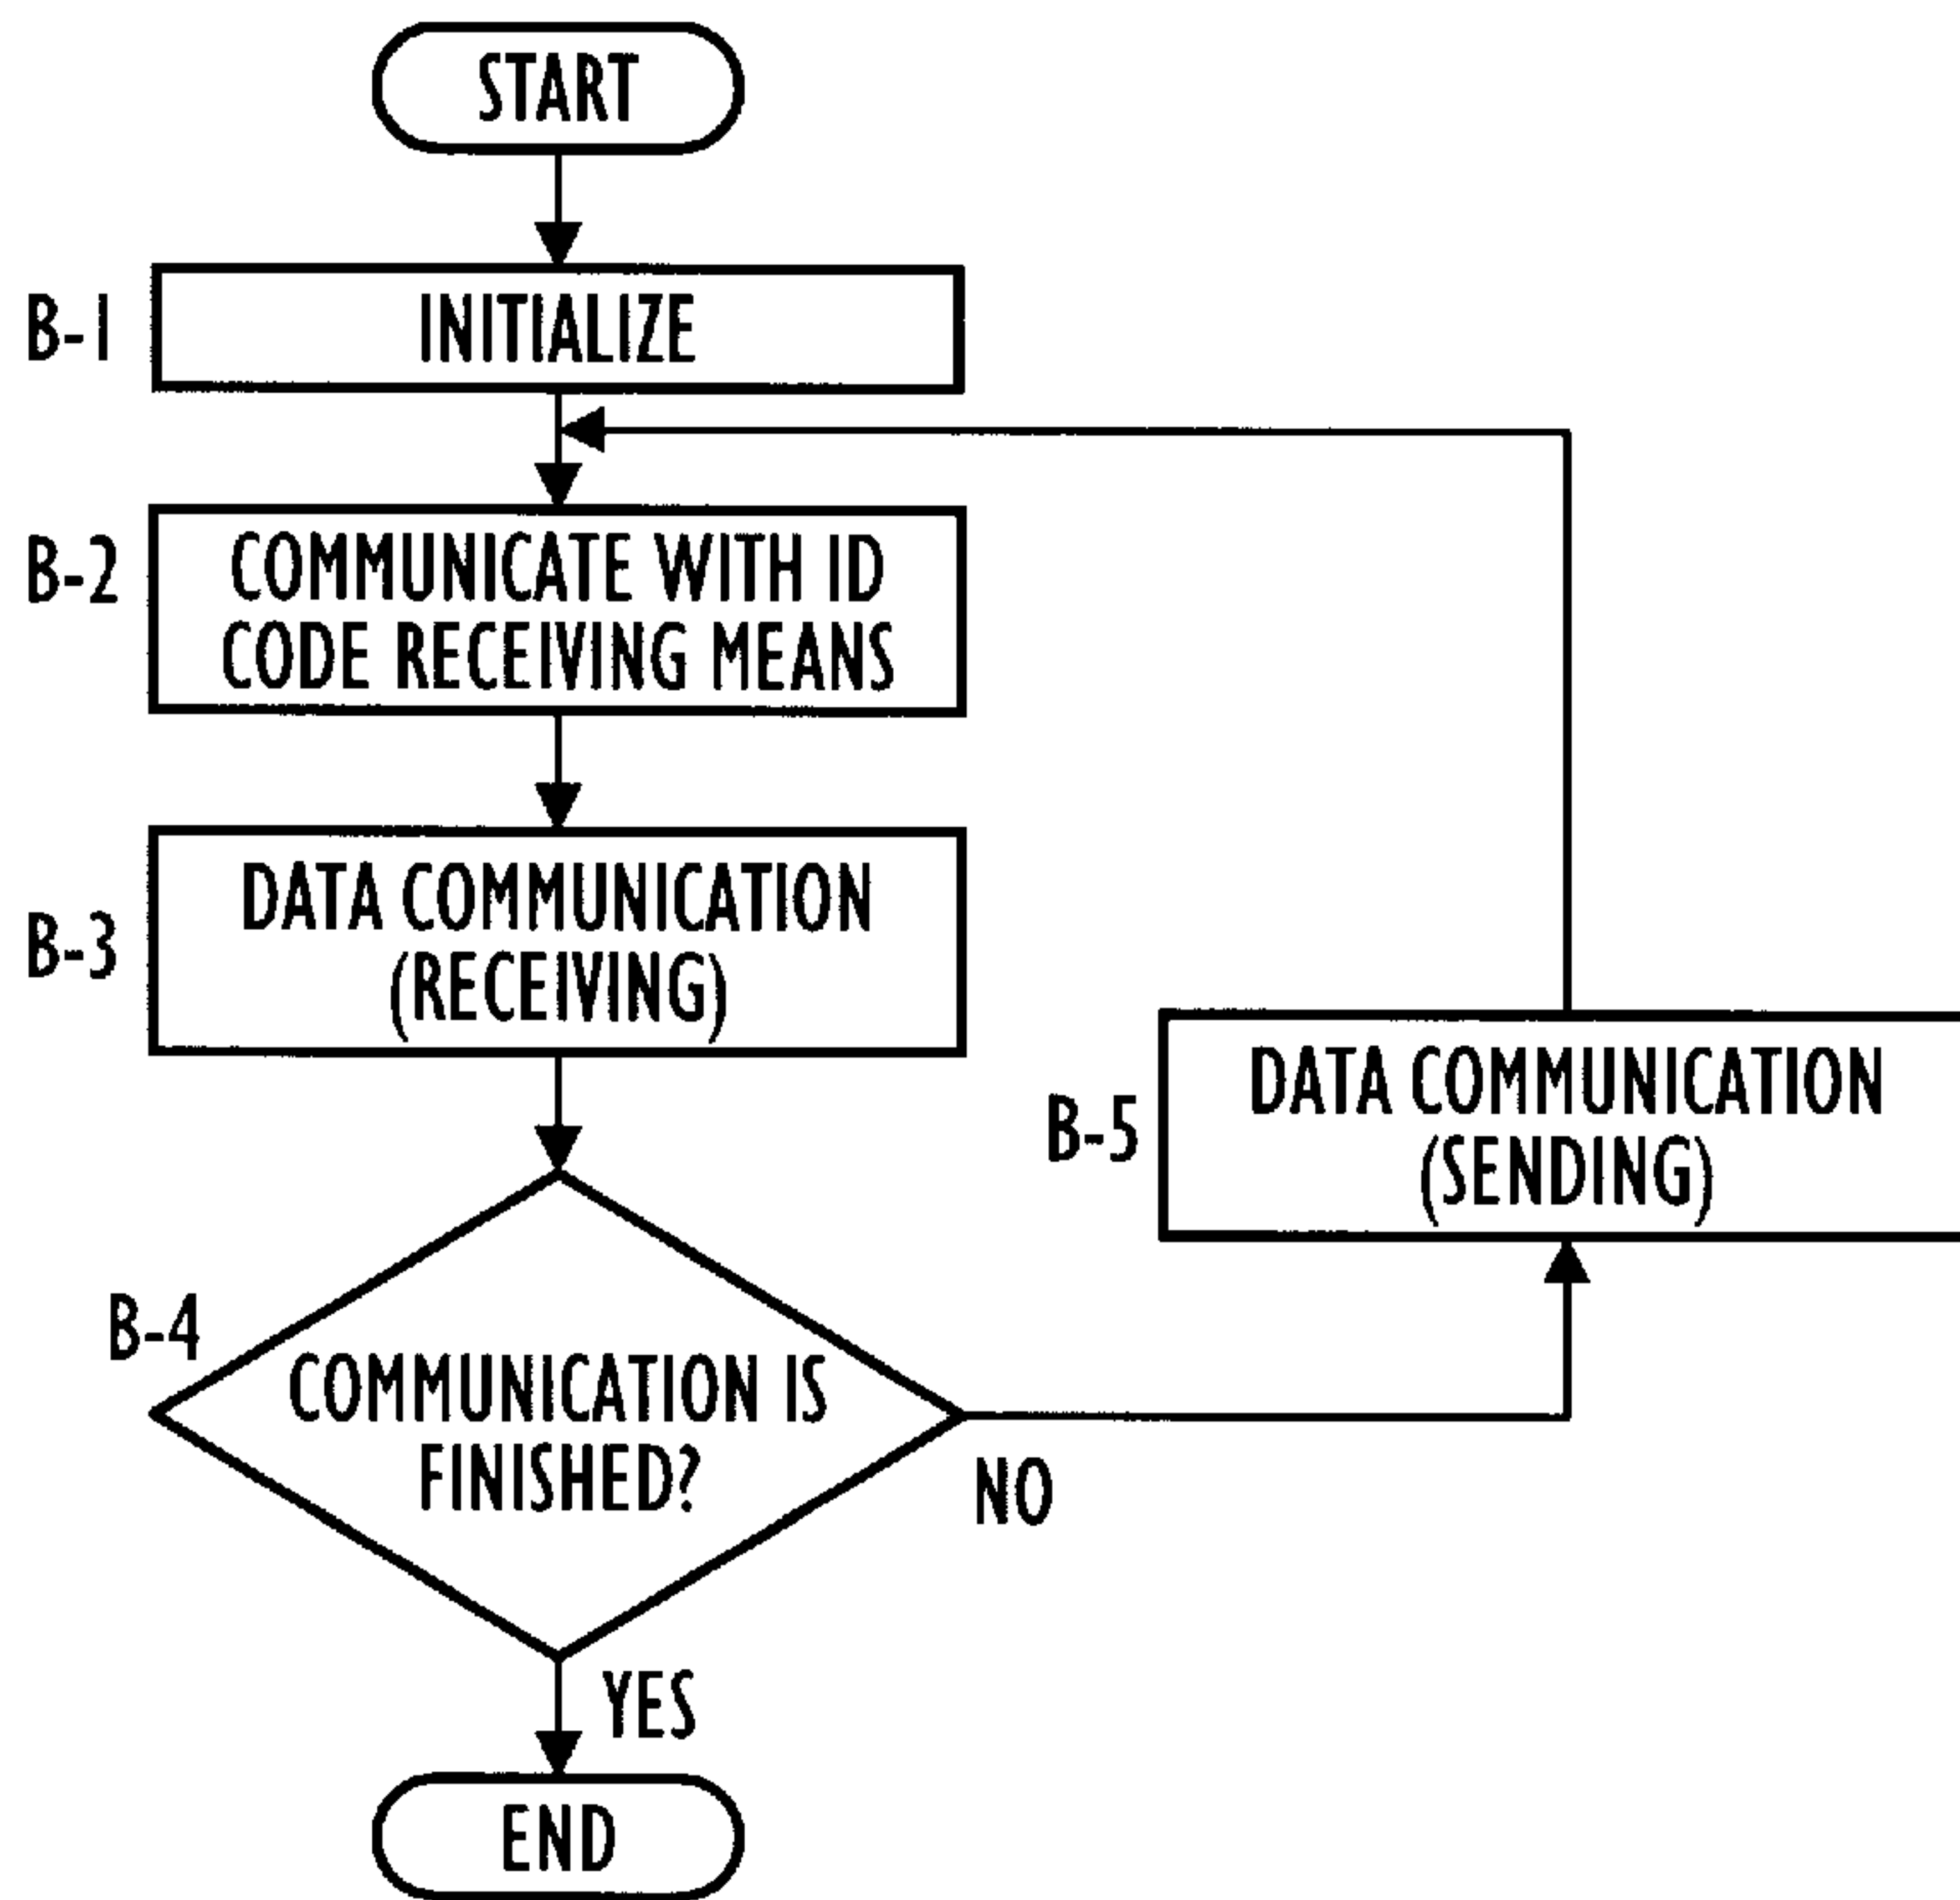 START
B-1
INITIALIZE
B-2
COMMUNICATE WITH ID
CODE RECEIVING MEANS
B-3
DATA COMMUNICATION
(RECEIVING)
B-5
DATA COMMUNICATION
(SENDING)
B-4
COMMUNICATION IS
FINISHED?
NO
YES
END